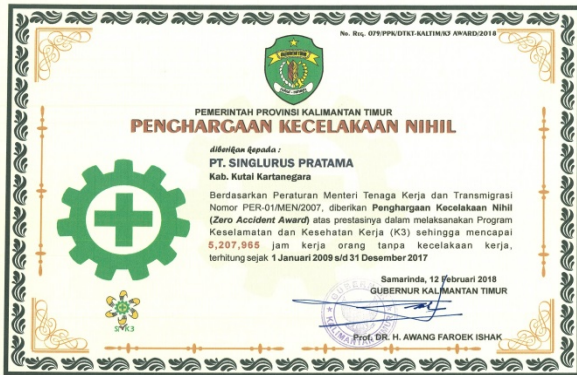 No. Reg. 079/PPK/DTKT-KALTIM/K3 AWARD/2018
PEMERINTAH PROVINSI KALIMANTAN TIMUR
PENGHARGAAN KECELAKAAN NIHIL
diberikan kepada :
PT. SINGLURUS PRATAMA
Kab. Kutai Kartanegara
Berdasarkan Peraturan Menteri Tenaga Kerja dan Transmigrasi
Nomor PER-01/MEN/2007, diberikan Penghargaan Kecelakaan Nihil
(Zero Accident Award) atas prestasinya dalam melaksanakan Program
Keselamatan dan Kesehatan Kerja (K3) sehingga mencapai
5,207,965 jam kerja orang tanpa kecelakaan kerja,
terhitung sejak 1 Januari 2009 s/d 31 Desember 2017
Samarinda, 12 Februari 2018
GUBERNUR KALIMANTAN TIMUR
KALIMANTAN
Prof. DR. H. AWANG FAROEK ISHAK